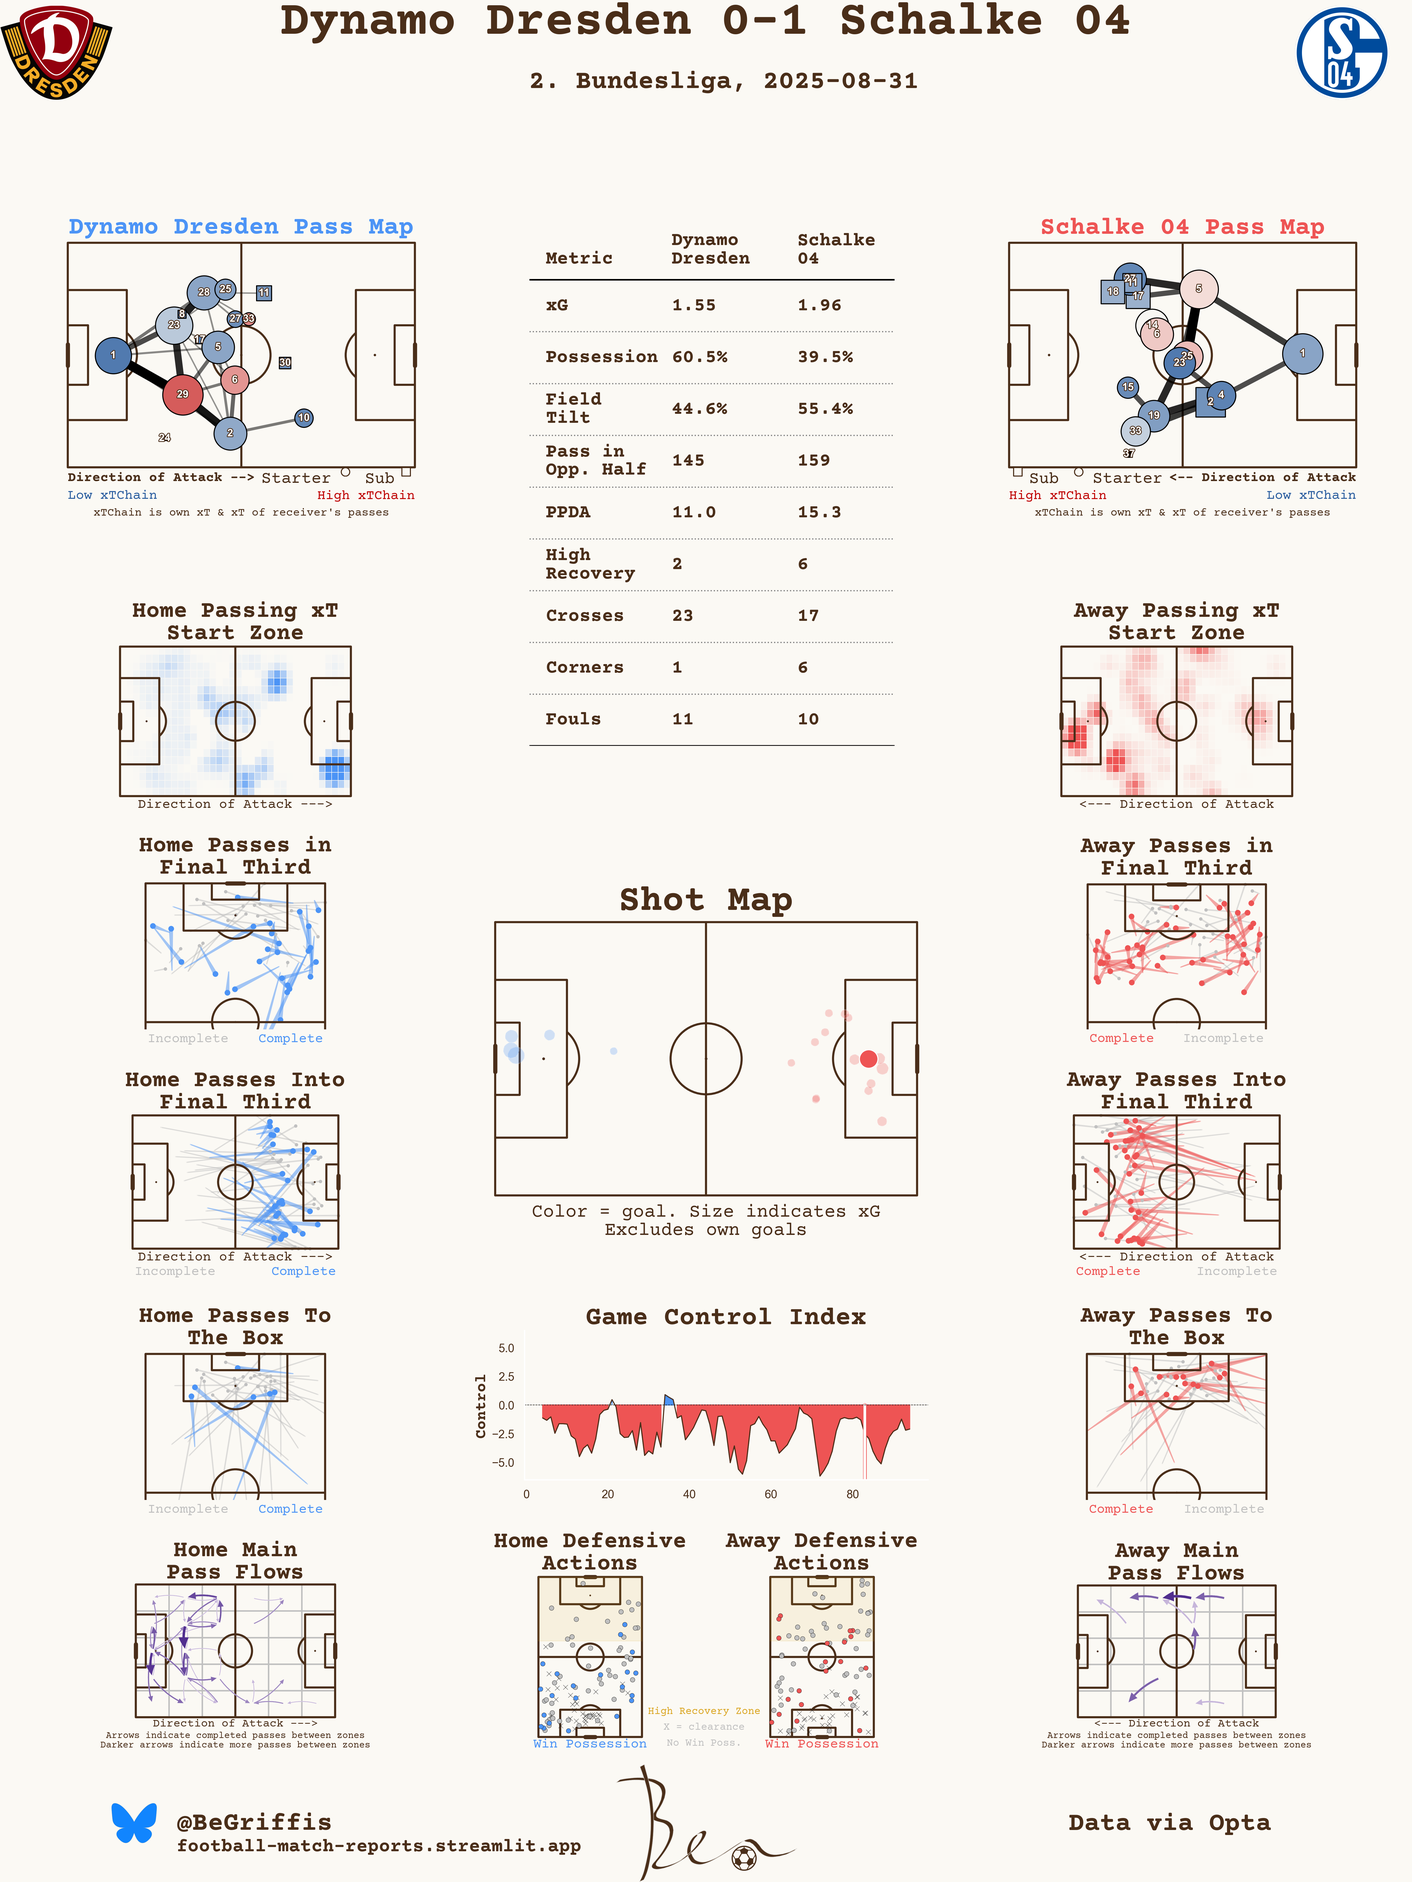 Dynamo Dresden 0-1 Schalke 04
2. Bundesliga, 2025-08-31
D
DRESDEN
S
04
Dynamo Dresden Pass Map
1
28
25
11
8
23
27
33
17
5
30
29
6
10
2
24
Direction of Attack --> Starter Sub
Low xTChain High xTChain
xTChain is own xT & xT of receiver's passes
Metric Dynamo Dresden Schalke 04
xG 1.55 1.96
Possession 60.5% 39.5%
Field Tilt 44.6% 55.4%
Pass in Opp. Half 145 159
PPDA 11.0 15.3
High Recovery 2 6
Crosses 23 17
Corners 1 6
Fouls 11 10
Schalke 04 Pass Map
27
11
18
17
5
14
6
25
23
1
15
4
2
19
33
37
Sub Starter <-- Direction of Attack
High xTChain Low xTChain
xTChain is own xT & xT of receiver's passes
Home Passing xT
Start Zone
Direction of Attack --->
Away Passing xT
Start Zone
<--- Direction of Attack
Home Passes in
Final Third
Incomplete Complete
Away Passes in
Final Third
Complete Incomplete
Shot Map
Color = goal. Size indicates xG
Excludes own goals
Home Passes Into
Final Third
Direction of Attack --->
Incomplete Complete
Away Passes Into
Final Third
<--- Direction of Attack
Complete Incomplete
Home Passes To
The Box
Incomplete Complete
Game Control Index
Control
5.0
2.5
0.0
−2.5
−5.0
0 20 40 60 80
Away Passes To
The Box
Complete Incomplete
Home Main
Pass Flows
Direction of Attack --->
Arrows indicate completed passes between zones
Darker arrows indicate more passes between zones
Home Defensive
Actions
Win Possession
High Recovery Zone
X = clearance
No Win Poss.
Away Defensive
Actions
Win Possession
Away Main
Pass Flows
<--- Direction of Attack
Arrows indicate completed passes between zones
Darker arrows indicate more passes between zones
@BeGriffis
football-match-reports.streamlit.app
Ben
Data via Opta